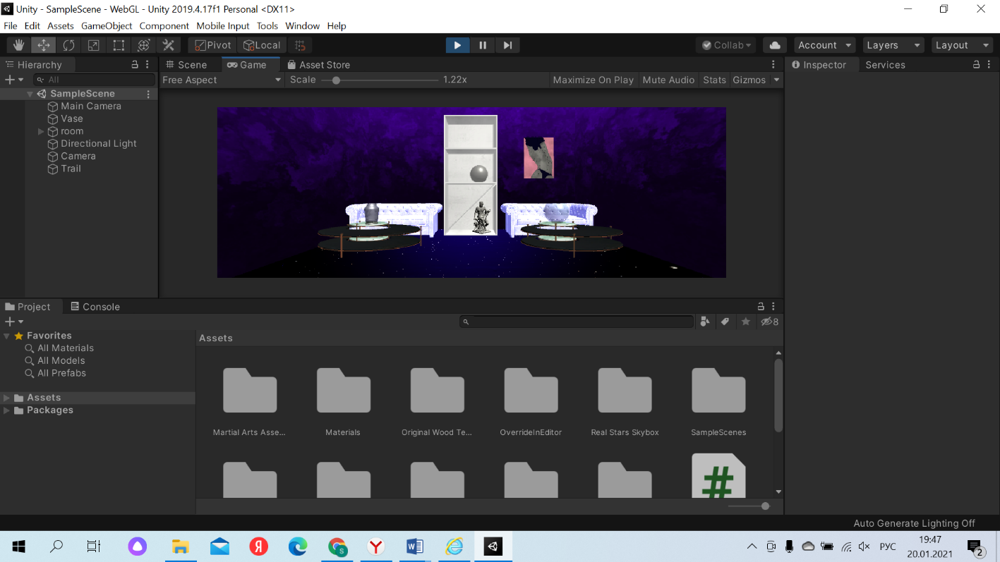 Unity - SampleScene - WebGL - Unity 2019.4.17f1 Personal <DX11>
File Edit Assets GameObject Component Mobile Input Tools Window Help
Pivot Local Collab Account Layers Layout
Hierarchy
All
SampleScene
Main Camera
Vase
room
Directional Light
Camera
Trail
Scene Game Asset Store
Free Aspect Scale 1.22x Maximize On Play Mute Audio Stats Gizmos
Inspector Services
Project Console
8
Favorites
All Materials
All Models
All Prefabs
Assets
Packages
Assets
Martial Arts Asse... Materials Original Wood Te... OverrideInEditor Real Stars Skybox SampleScenes
#
Auto Generate Lighting Off
Я S Y W РУС
19:47
20.01.2021
2